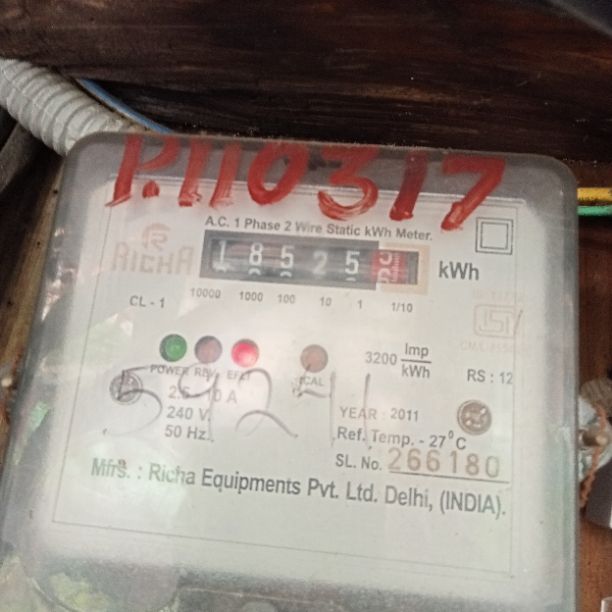 P.110317
A.C. 1 Phase 2 Wire Static kWh Meter.
RICHA
18525
kWh
10000 1000 100 10 1 1/10
CL - 1
3200 Imp/kWh
POWER REV EFLT CAL
RS : 12
240 V.
YEAR : 2011
50 Hz.
Ref. Temp. - 27°C
SL. No. 266180
Mfrs. : Richa Equipments Pvt. Ltd. Delhi, (INDIA).